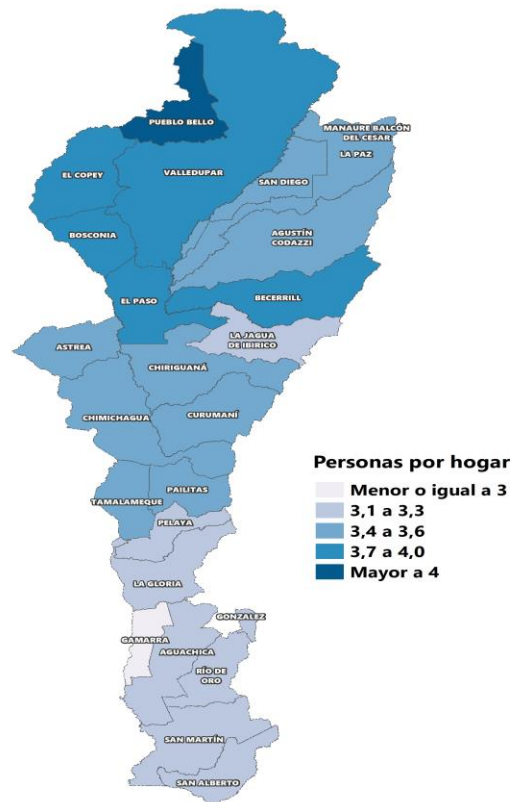 PUEBLO BELLO
MANAURE BALCÓN
DEL CESAR
LA PAZ
EL COPEY
VALLEDUPAR
SAN DIEGO
BOSCONIA
AGUSTÍN
CODAZZI
EL PASO
BECERRILL
LA JAGUA
DE IBIRICO
ASTREA
CHIRIGUANÁ
CHIMICHAGUA
CURUMANÍ
Personas por hogar
Menor o igual a 3
3,1 a 3,3
3,4 a 3,6
3,7 a 4,0
Mayor a 4
PAILITAS
TAMALAMEQUE
PELAYA
LA GLORIA
GONZALEZ
GAMARRA
AGUACHICA
RÍO DE
ORO
SAN MARTÍN
SAN ALBERTO